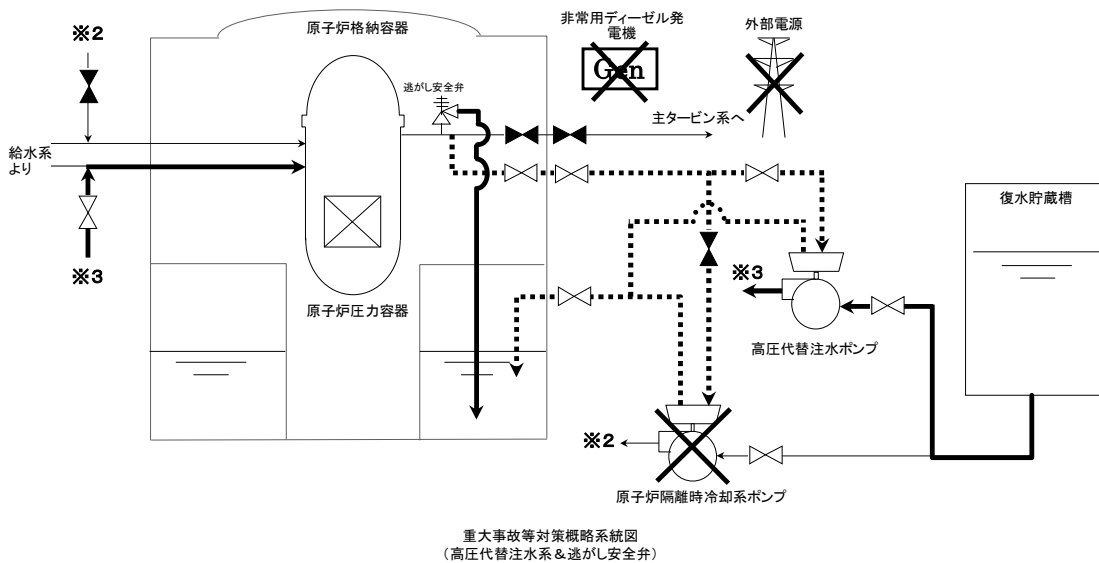 ※2
原子炉格納容器
非常用ディーゼル発
電機
Gen
外部電源
逃がし安全弁
主タービン系へ
給水系
より
※3
原子炉圧力容器
復水貯蔵槽
※3
高圧代替注水ポンプ
※2
原子炉隔離時冷却系ポンプ
重大事故等対策概略系統図
(高圧代替注水系&逃がし安全弁)